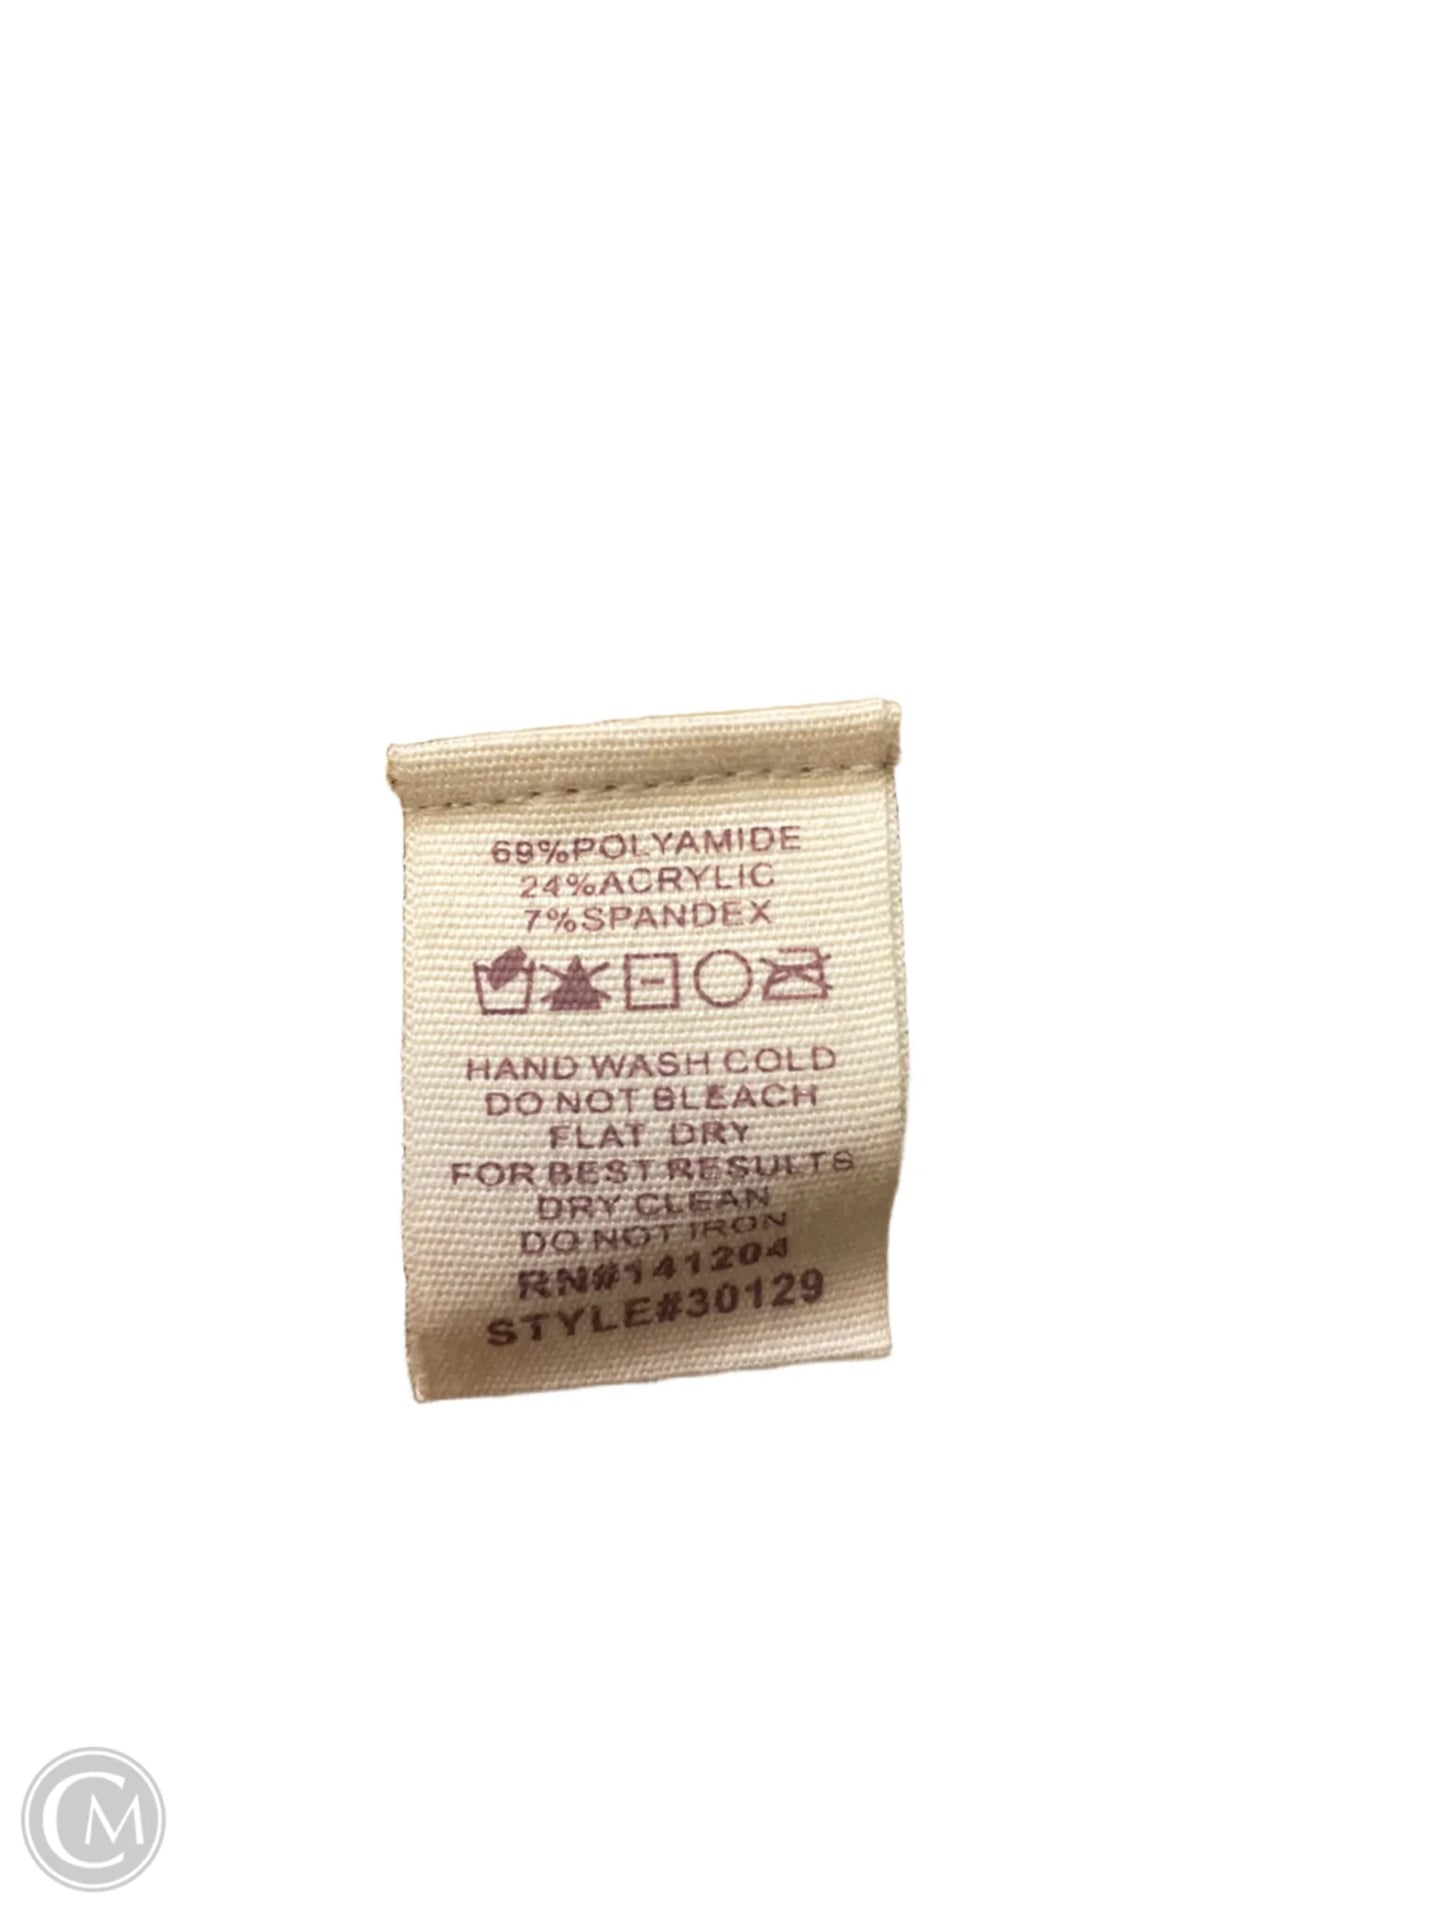 69%POLYAMIDE
24%ACRYLIC
7%SPANDEX
HAND WASH COLD
DO NOT BLEACH
FLAT DRY
FOR BEST RESULTS
DRY CLEAN
DO NOT IRON
RN#141204
STYLE#30129
CM